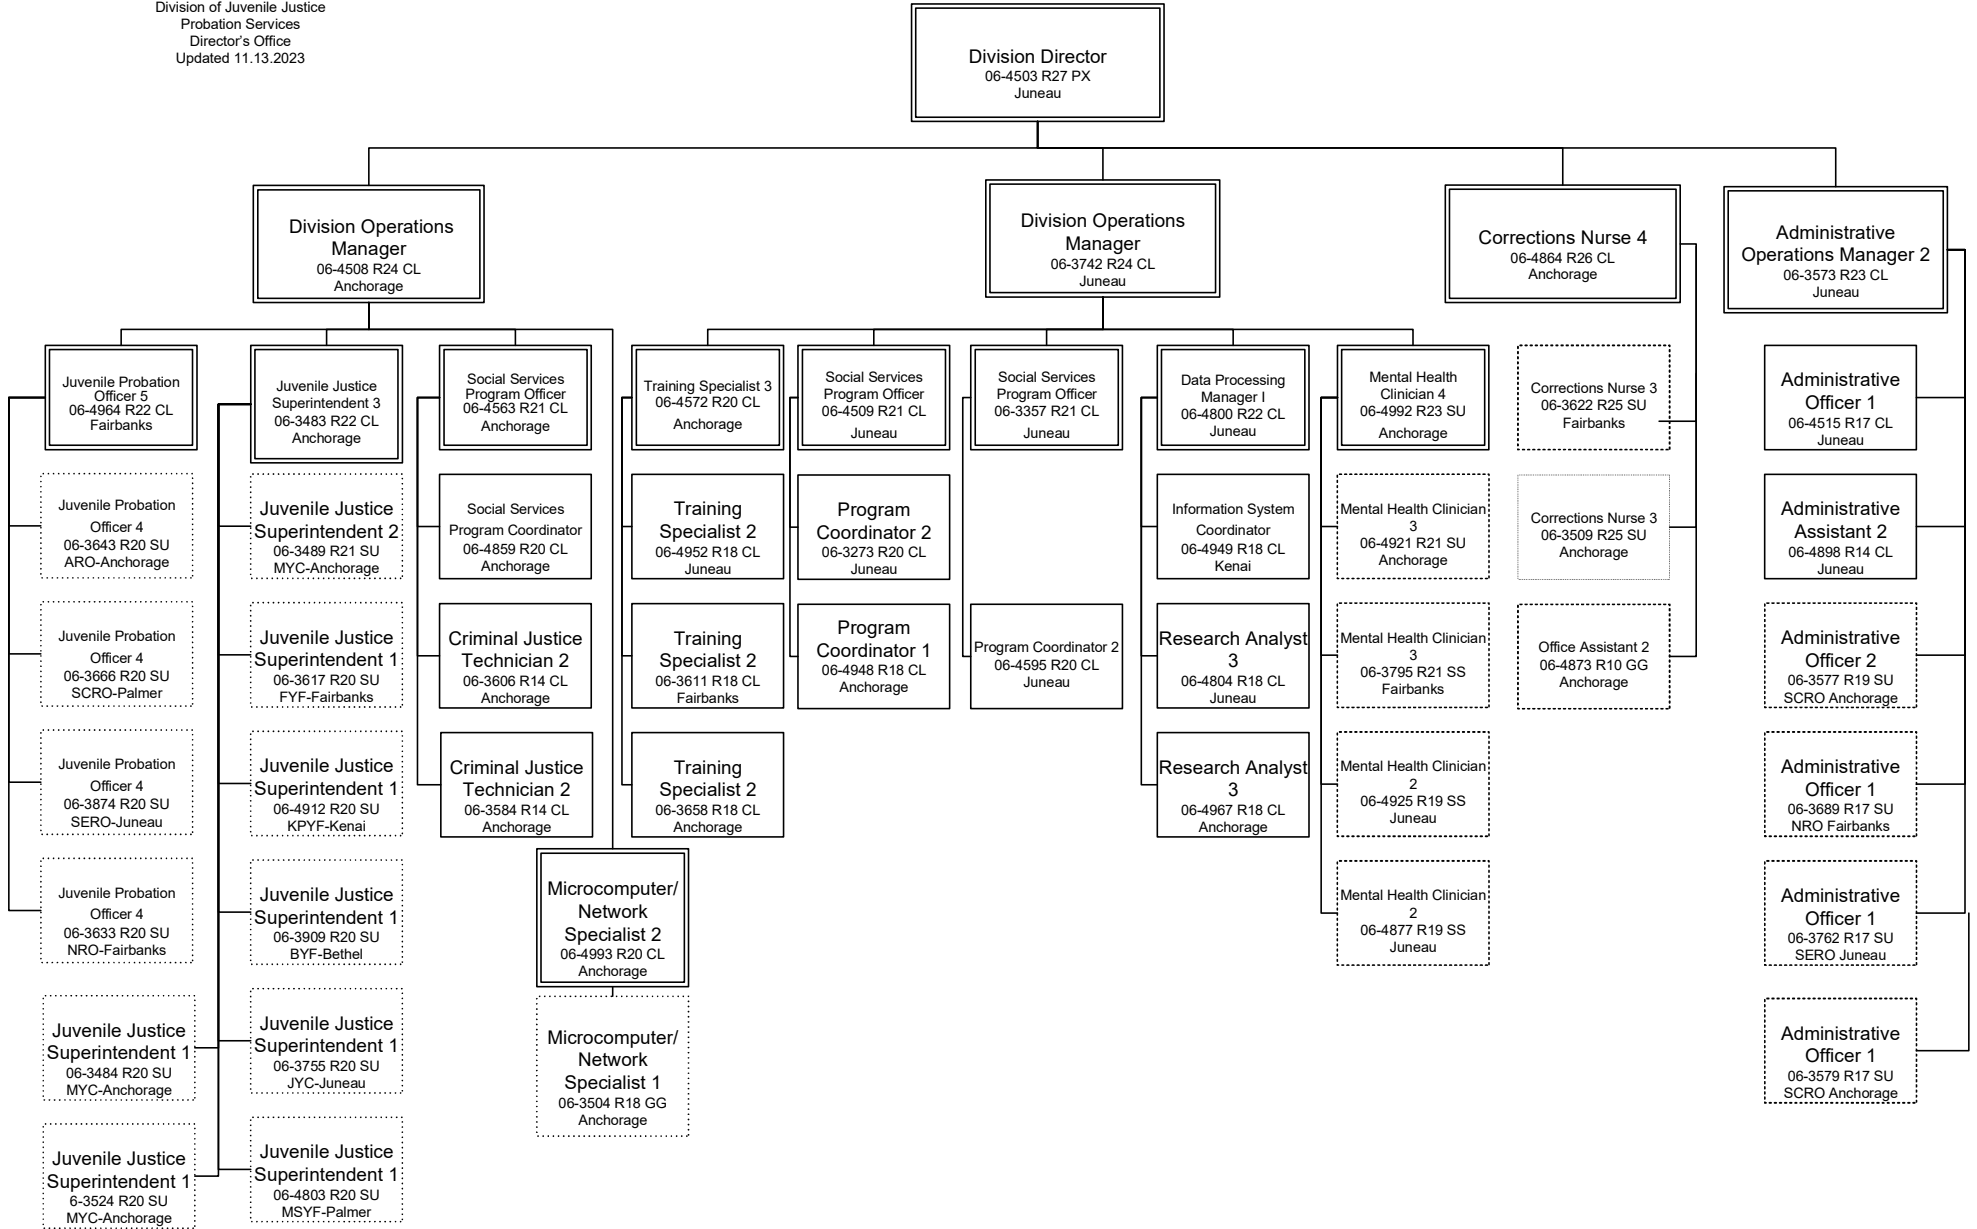 Division of Juvenile Justice
Probation Services
Director's Office
Updated 11.13.2023
Division Director
06-4503 R27 PX
Juneau
Division Operations
Manager
06-4508 R24 CL
Anchorage
Division Operations
Manager
06-3742 R24 CL
Juneau
Corrections Nurse 4
06-4864 R26 CL
Anchorage
Administrative
Operations Manager 2
06-3573 R23 CL
Juneau
Juvenile Probation
Officer 5
06-4964 R22 CL
Fairbanks
Juvenile Justice
Superintendent 3
06-3483 R22 CL
Anchorage
Social Services
Program Officer
06-4563 R21 CL
Anchorage
Training Specialist 3
06-4572 R20 CL
Anchorage
Social Services
Program Officer
06-4509 R21 CL
Juneau
Social Services
Program Officer
06-3357 R21 CL
Juneau
Data Processing
Manager I
06-4800 R22 CL
Juneau
Mental Health
Clinician 4
06-4992 R23 SU
Anchorage
Corrections Nurse 3
06-3622 R25 SU
Fairbanks
Administrative
Officer 1
06-4515 R17 CL
Juneau
Juvenile Probation
Officer 4
06-3643 R20 SU
ARO-Anchorage
Juvenile Justice
Superintendent 2
06-3489 R21 SU
MYC-Anchorage
Social Services
Program Coordinator
06-4859 R20 CL
Anchorage
Training
Specialist 2
06-4952 R18 CL
Juneau
Program
Coordinator 2
06-3273 R20 CL
Juneau
Information System
Coordinator
06-4949 R18 CL
Kenai
Mental Health Clinician
3
06-4921 R21 SU
Anchorage
Corrections Nurse 3
06-3509 R25 SU
Anchorage
Administrative
Assistant 2
06-4898 R14 CL
Juneau
Juvenile Probation
Officer 4
06-3666 R20 SU
SCRO-Palmer
Juvenile Justice
Superintendent 1
06-3617 R20 SU
FYF-Fairbanks
Criminal Justice
Technician 2
06-3606 R14 CL
Anchorage
Training
Specialist 2
06-3611 R18 CL
Fairbanks
Program
Coordinator 1
06-4948 R18 CL
Anchorage
Program Coordinator 2
06-4595 R20 CL
Juneau
Research Analyst
3
06-4804 R18 CL
Juneau
Mental Health Clinician
3
06-3795 R21 SS
Fairbanks
Office Assistant 2
06-4873 R10 GG
Anchorage
Administrative
Officer 2
06-3577 R19 SU
SCRO Anchorage
Juvenile Probation
Officer 4
06-3874 R20 SU
SERO-Juneau
Juvenile Justice
Superintendent 1
06-4912 R20 SU
KPYF-Kenai
Criminal Justice
Technician 2
06-3584 R14 CL
Anchorage
Training
Specialist 2
06-3658 R18 CL
Anchorage
Research Analyst
3
06-4967 R18 CL
Anchorage
Mental Health Clinician
2
06-4925 R19 SS
Juneau
Administrative
Officer 1
06-3689 R17 SU
NRO Fairbanks
Juvenile Probation
Officer 4
06-3633 R20 SU
NRO-Fairbanks
Juvenile Justice
Superintendent 1
06-3909 R20 SU
BYF-Bethel
Microcomputer/
Network
Specialist 2
06-4993 R20 CL
Anchorage
Mental Health Clinician
2
06-4877 R19 SS
Juneau
Administrative
Officer 1
06-3762 R17 SU
SERO Juneau
Juvenile Justice
Superintendent 1
06-3484 R20 SU
MYC-Anchorage
Juvenile Justice
Superintendent 1
06-3755 R20 SU
JYC-Juneau
Microcomputer/
Network
Specialist 1
06-3504 R18 GG
Anchorage
Administrative
Officer 1
06-3579 R17 SU
SCRO Anchorage
Juvenile Justice
Superintendent 1
6-3524 R20 SU
MYC-Anchorage
Juvenile Justice
Superintendent 1
06-4803 R20 SU
MSYF-Palmer